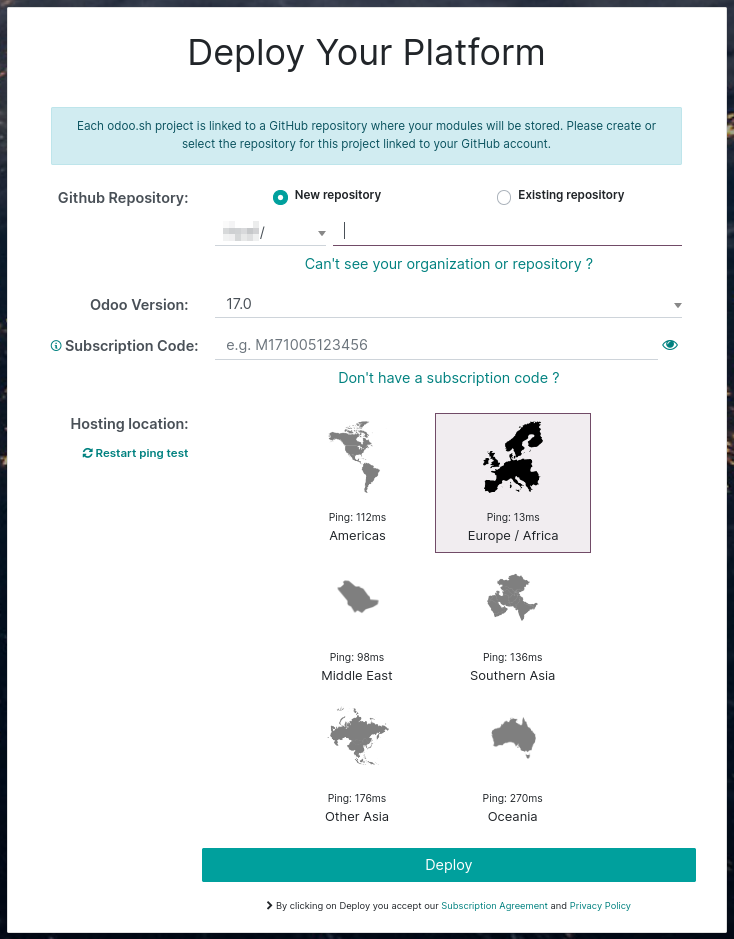 Deploy Your Platform
Each odoo.sh project is linked to a GitHub repository where your modules will be stored. Please create or
select the repository for this project linked to your GitHub account.
Github Repository:
New repository
Existing repository
/
Can't see your organization or repository ?
Odoo Version:
17.0
Subscription Code:
e.g. M171005123456
Don't have a subscription code ?
Hosting location:
Restart ping test
Ping: 112ms
Americas
Ping: 13ms
Europe / Africa
Ping: 98ms
Middle East
Ping: 136ms
Southern Asia
Ping: 176ms
Other Asia
Ping: 270ms
Oceania
Deploy
By clicking on Deploy you accept our Subscription Agreement and Privacy Policy